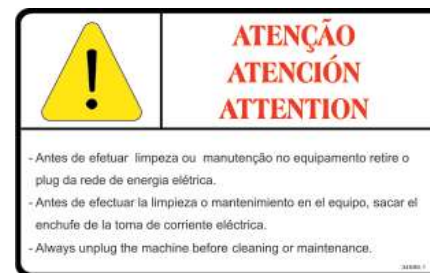 ATENÇÃO
ATENCIÓN
ATTENTION
- Antes de efetuar limpeza ou manutenção no equipamento retire o
plug da rede de energia elétrica.
- Antes de efectuar la limpieza o mantenimiento en el equipo, sacar el
enchufe de la toma de corriente eléctrica.
- Always unplug the machine before cleaning or maintenance.